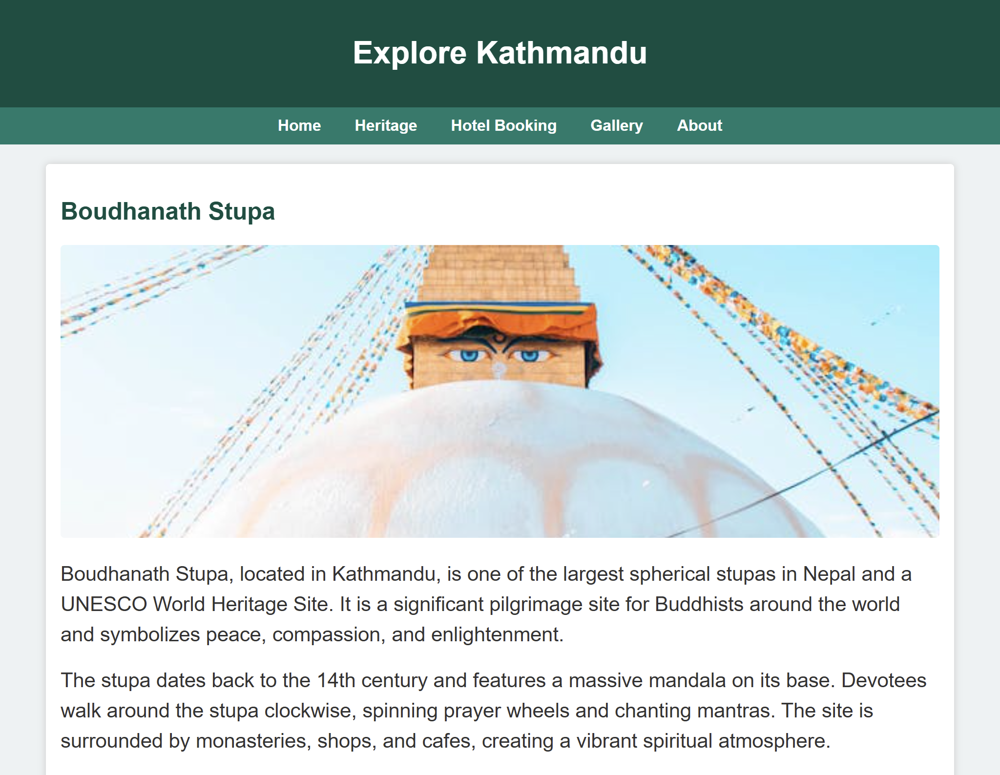 Explore Kathmandu
Home Heritage Hotel Booking Gallery About
Boudhanath Stupa
Boudhanath Stupa, located in Kathmandu, is one of the largest spherical stupas in Nepal and a
UNESCO World Heritage Site. It is a significant pilgrimage site for Buddhists around the world
and symbolizes peace, compassion, and enlightenment.
The stupa dates back to the 14th century and features a massive mandala on its base. Devotees
walk around the stupa clockwise, spinning prayer wheels and chanting mantras. The site is
surrounded by monasteries, shops, and cafes, creating a vibrant spiritual atmosphere.